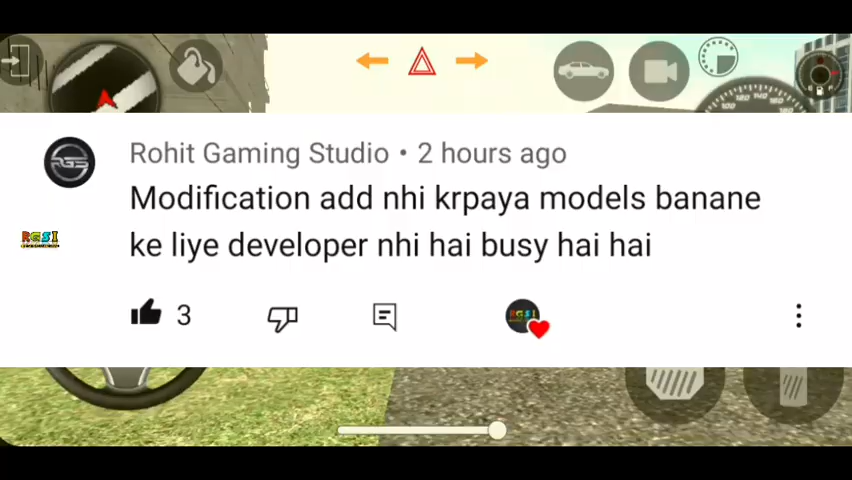 Rohit Gaming Studio • 2 hours ago
Modification add nhi krpaya models banane
ke liye developer nhi hai busy hai hai
RGSI
3